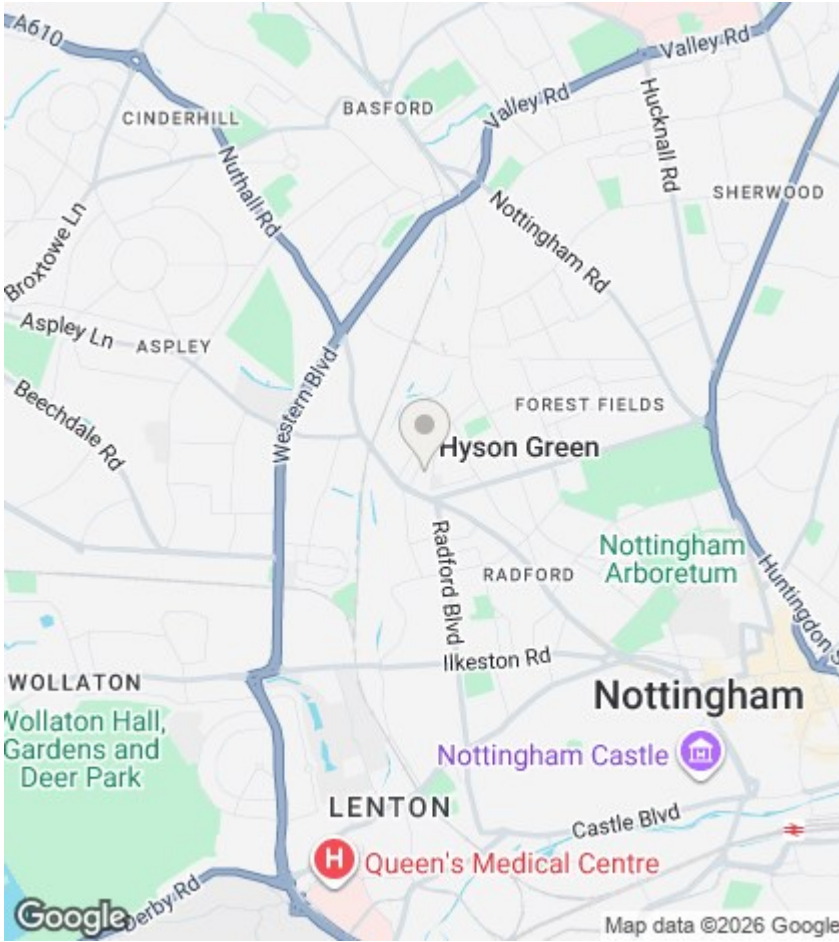 A610
Valley Rd
CINDERHILL
BASFORD
Valley Rd
Hucknall Rd
Nuthall Rd
SHERWOOD
Broxtowe Ln
Nottingham Rd
Aspley Ln
ASPLEY
Western Blvd
Beechdale Rd
FOREST FIELDS
Hyson Green
Radford Blvd
RADFORD
Nottingham
Arboretum
Huntingdon S
Ilkeston Rd
WOLLATON
Wollaton Hall,
Gardens and
Deer Park
Nottingham
Nottingham Castle
LENTON
Castle Blvd
H
Queen's Medical Centre
Derby Rd
Google
Map data ©2026 Google